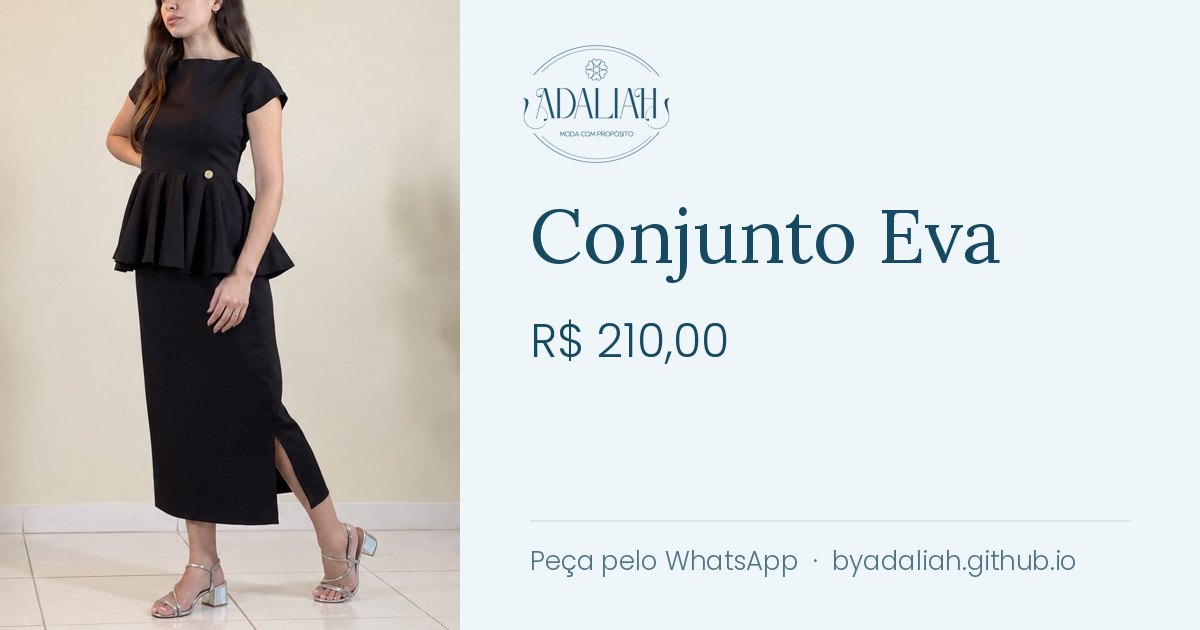 ADALIAH
MODA COM PROPÓSITO
Conjunto Eva
R$ 210,00
Peça pelo WhatsApp · byadaliah.github.io